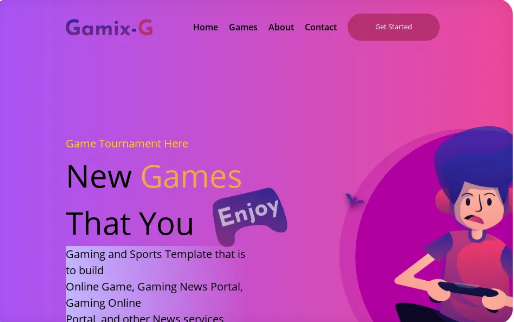 Gamix-G
Home Games About Contact Get Started
Game Tournament Here
New Games
That You
Enjoy
Gaming and Sports Template that is
to build
Online Game, Gaming News Portal,
Gaming Online
Portal, and other News services